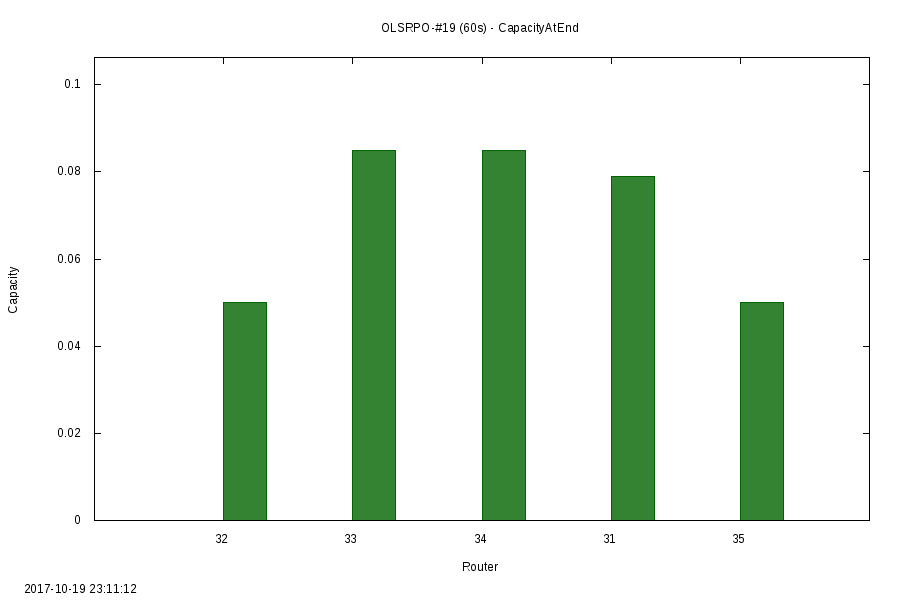 OLSRPO-#19 (60s) - CapacityAtEnd
0.1
0.08
0.06
0.04
0.02
0
Capacity
32 33 34 31 35
Router
2017-10-19 23:11:12